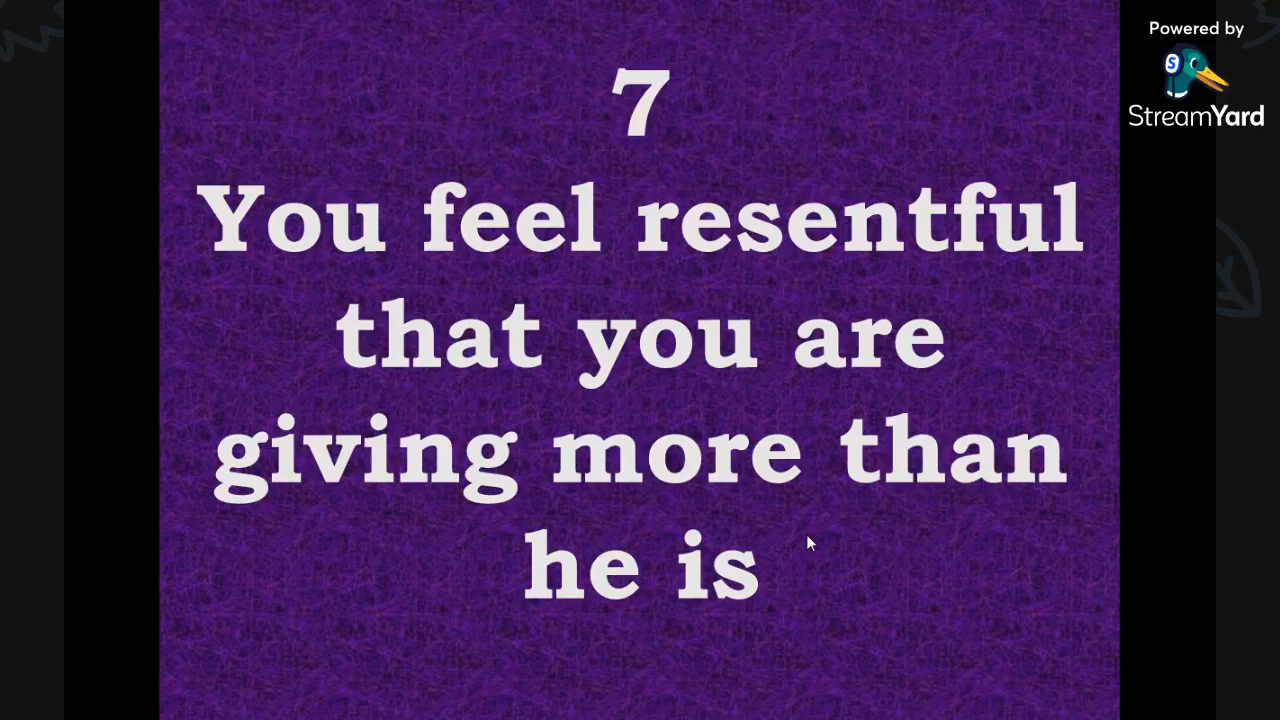 Powered by
S
StreamYard
7
You feel resentful
that you are
giving more than
he is